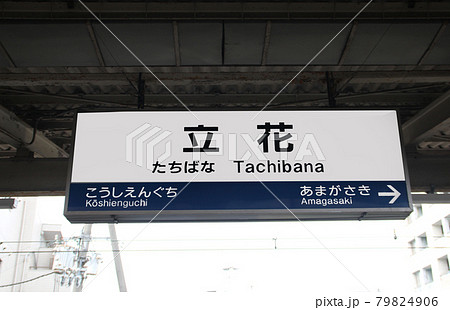 立花
たちばな Tachibana
こうしえんぐち あまがさき
Kōshienguchi Amagasaki
PIXTA
pixta.jp - 79824906